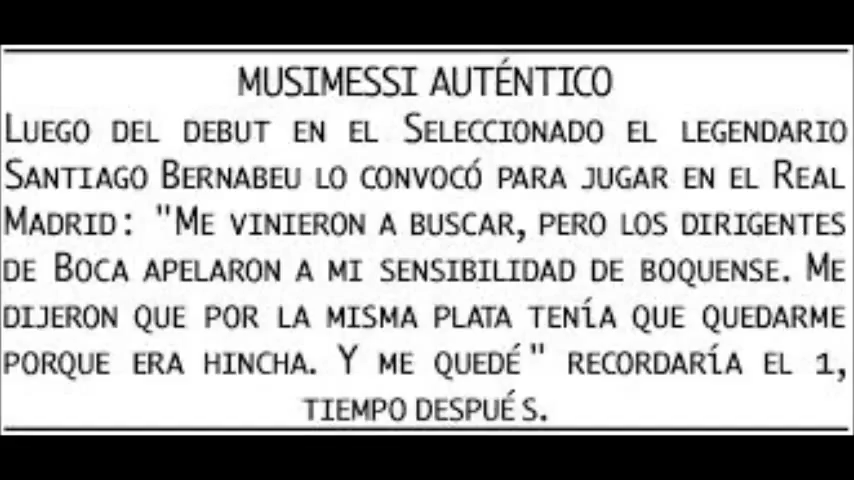 MUSIMESSI AUTÉNTICO
LUEGO DEL DEBUT EN EL SELECCIONADO EL LEGENDARIO
SANTIAGO BERNABEU LO CONVOCÓ PARA JUGAR EN EL REAL
MADRID: "ME VINIERON A BUSCAR, PERO LOS DIRIGENTES
DE BOCA APELARON A MI SENSIBILIDAD DE BOQUENSE. ME
DIJERON QUE POR LA MISMA PLATA TENÍA QUE QUEDARME
PORQUE ERA HINCHA. Y ME QUEDÉ" RECORDARÍA EL 1,
TIEMPO DESPUÉS.